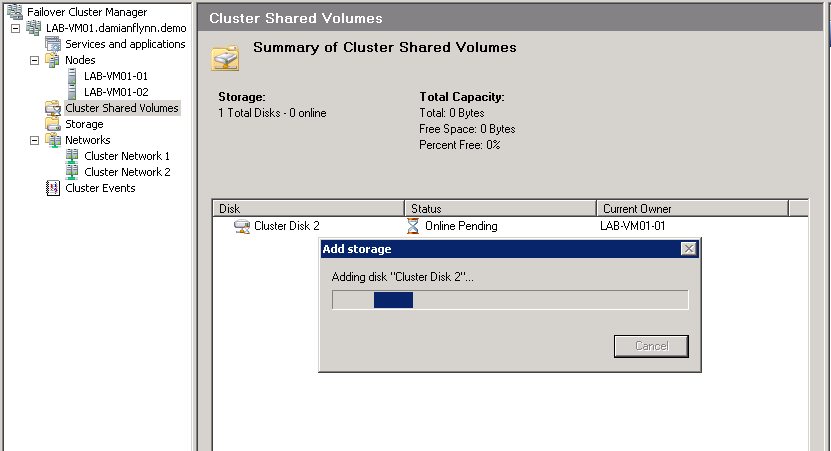 Failover Cluster Manager
LAB-VM01.damianflynn.demo
Services and applications
Nodes
LAB-VM01-01
LAB-VM01-02
Cluster Shared Volumes
Storage
Networks
Cluster Network 1
Cluster Network 2
Cluster Events
Cluster Shared Volumes
Summary of Cluster Shared Volumes
Storage:
1 Total Disks - 0 online
Total Capacity:
Total: 0 Bytes
Free Space: 0 Bytes
Percent Free: 0%
Disk Status Current Owner
Cluster Disk 2 Online Pending LAB-VM01-01
Add storage
Adding disk "Cluster Disk 2"...
Cancel